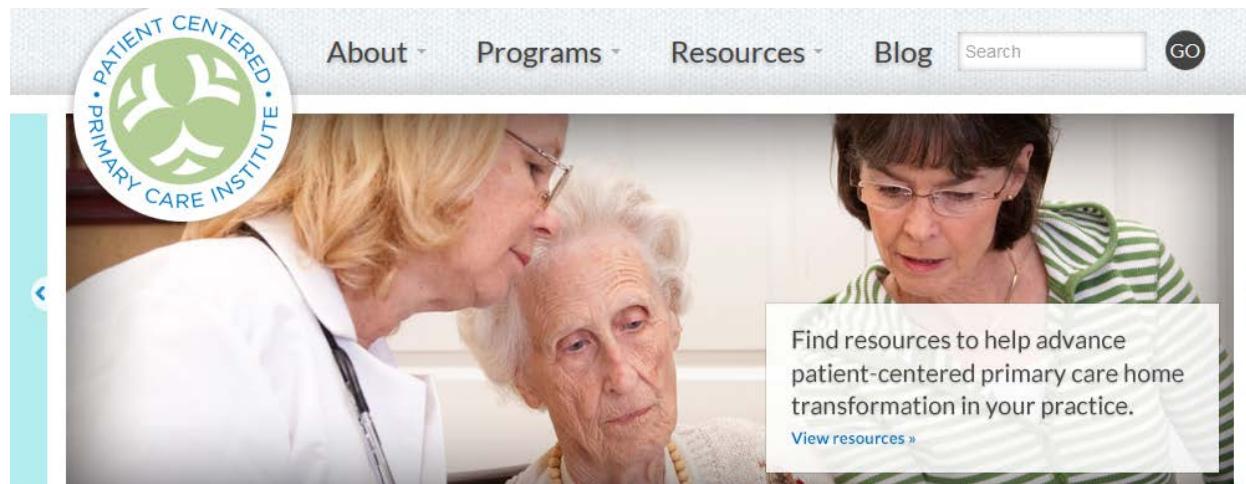 PATIENT CENTERED
PRIMARY CARE INSTITUTE
About
Programs
Resources
Blog
Search
GO
Find resources to help advance
patient-centered primary care home
transformation in your practice.
View resources »